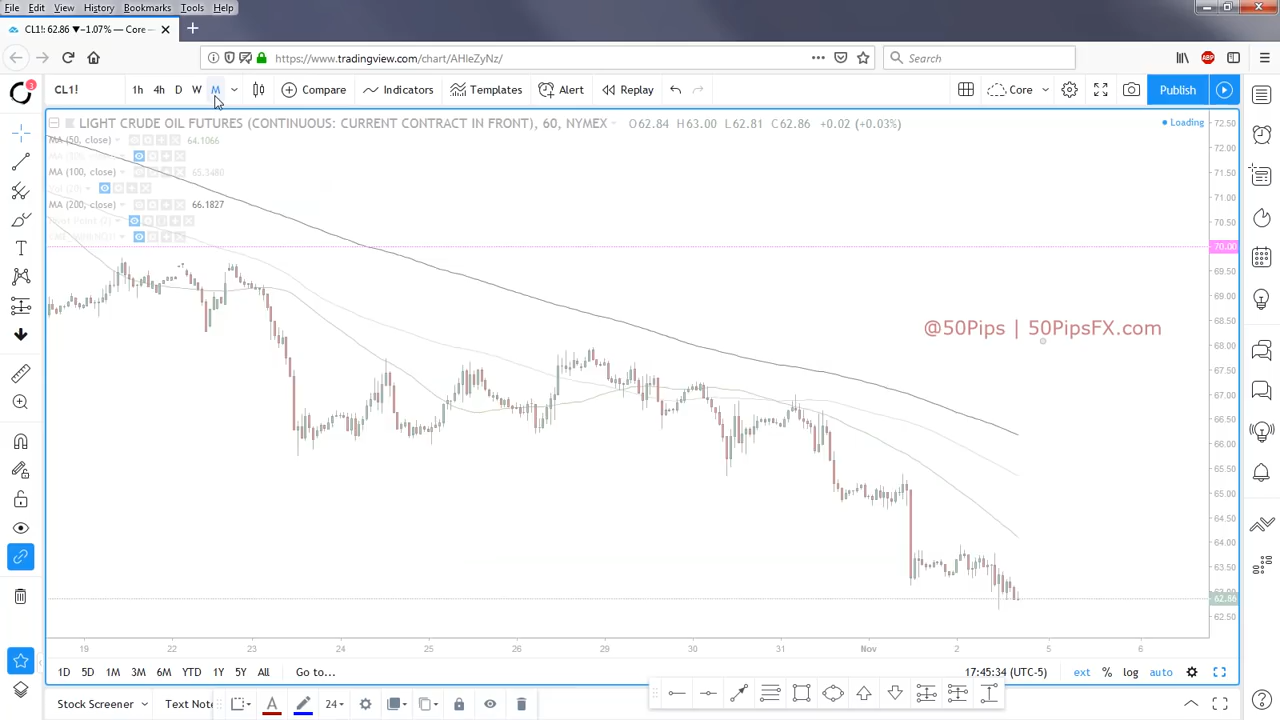 File Edit View History Bookmarks Tools Help
CL1!: 62.86 ▼−1.07% — Core —
https://www.tradingview.com/chart/AHleZyNz/
Search
ABP
3
CL1! 1h 4h D W M Compare Indicators Templates Alert Replay Core Publish
LIGHT CRUDE OIL FUTURES (CONTINUOUS: CURRENT CONTRACT IN FRONT), 60, NYMEX O62.84 H63.00 L62.81 C62.86 +0.02 (+0.03%)
Loading
MA (50, close) 64.1066
MA (100, close) 65.3480
Vol (20)
MA (200, close) 66.1827
72.50
72.00
71.50
71.00
70.50
70.00
69.50
69.00
68.50
68.00
67.50
67.00
66.50
66.00
65.50
65.00
64.50
64.00
63.50
63.00
62.86
62.50
@50Pips | 50PipsFX.com
19 22 23 24 25 26 29 30 31 Nov 2 5 6
1D 5D 1M 3M 6M YTD 1Y 5Y All Go to... 17:45:34 (UTC-5) ext % log auto
Stock Screener Text Note A 24